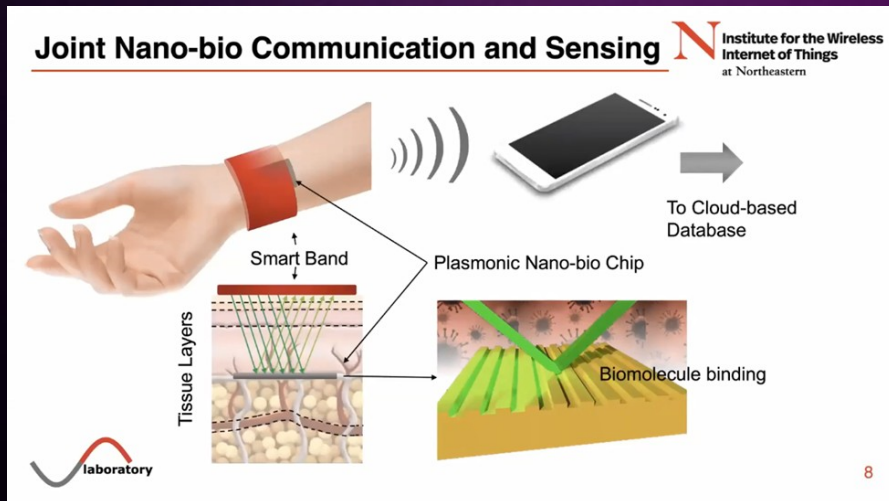 Joint Nano-bio Communication and Sensing
N
Institute for the Wireless
Internet of Things
at Northeastern
To Cloud-based
Database
Smart Band
Plasmonic Nano-bio Chip
Tissue Layers
Biomolecule binding
laboratory
8